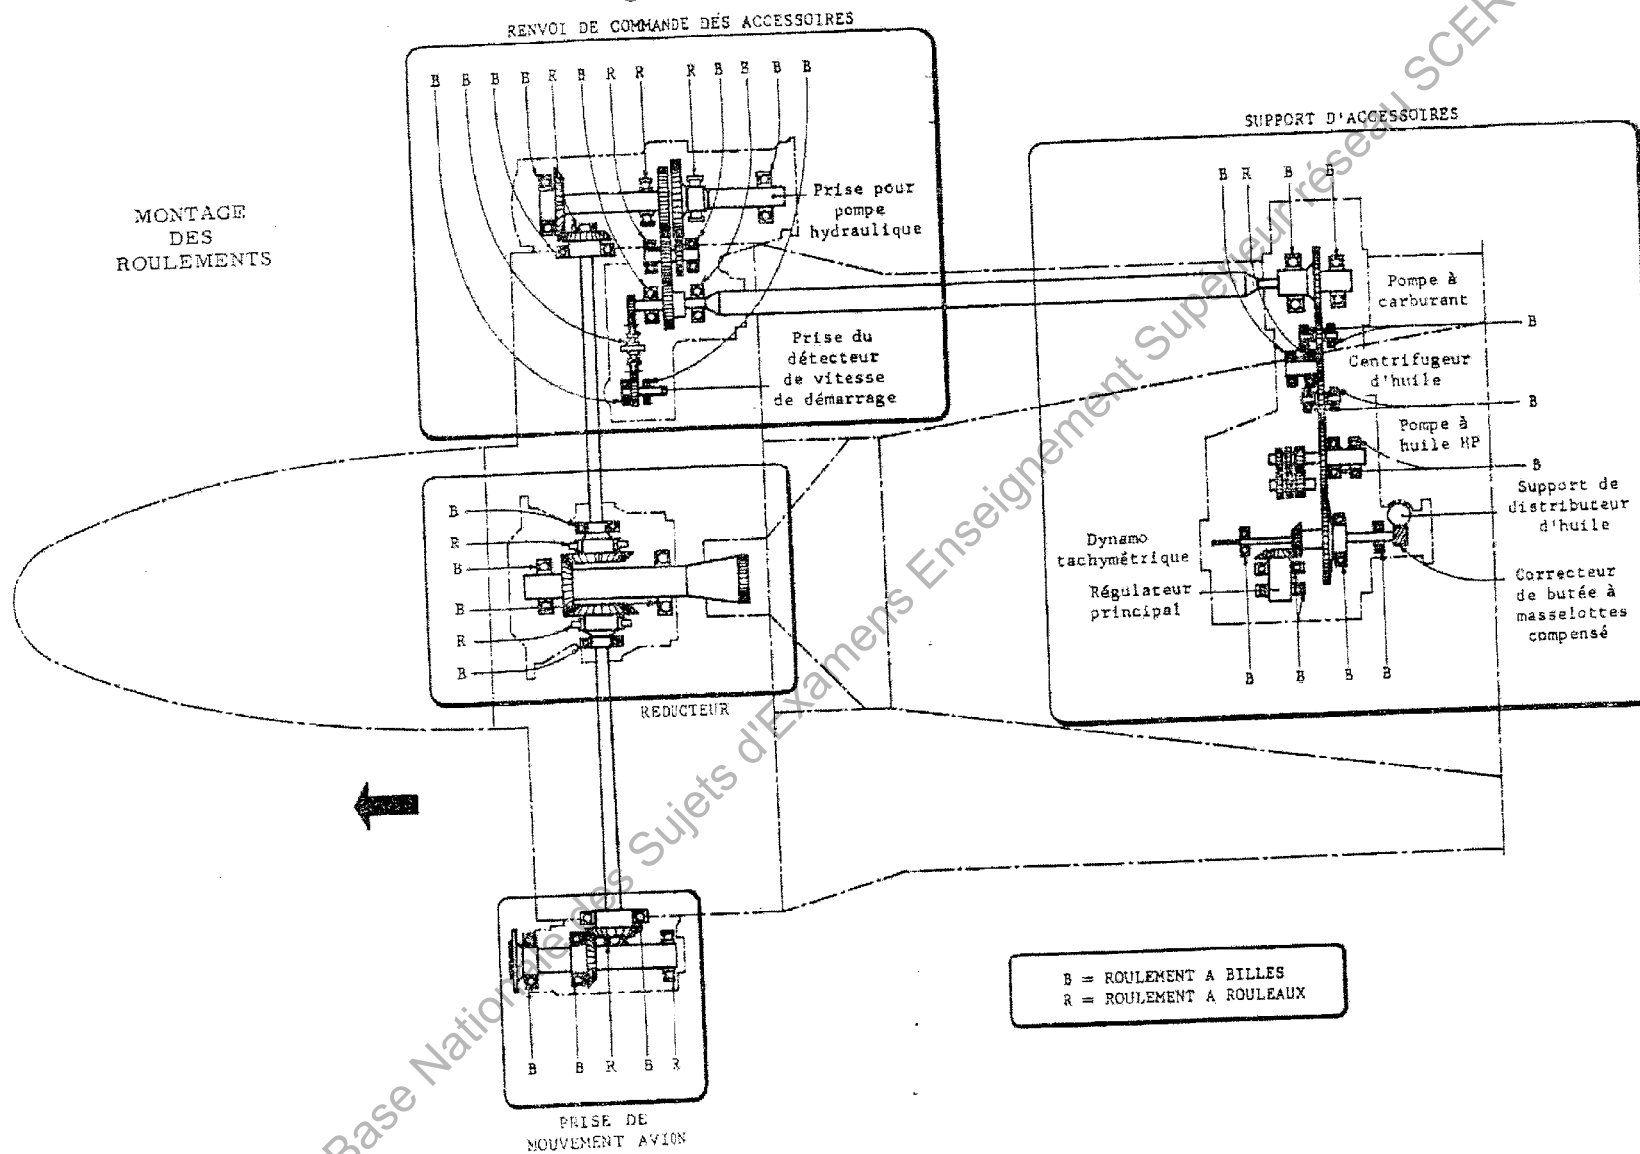 RENVOI DE COMMANDE DES ACCESSOIRES
B B B B R B R R R B B B B
MONTAGE
DES
ROULEMENTS
Prise pour
pompe
hydraulique
Prise du
détecteur
de vitesse
de démarrage
SUPPORT D'ACCESSOIRES
B R B B
Pompe à
carburant
B
Centrifugeur
d'huile
B
Pompe à
huile HP
B
Support de
distributeur
d'huile
Dynamo
tachymétrique
Régulateur
principal
Correcteur
de butée à
masselottes
compensé
B B B B
B
R
B
B
R
B
REDUCTEUR
B B R B R
PRISE DE
MOUVEMENT AVION
B = ROULEMENT A BILLES
R = ROULEMENT A ROULEAUX
Base Nationale des Sujets d'Examens Enseignement Supérieur réseau SCER